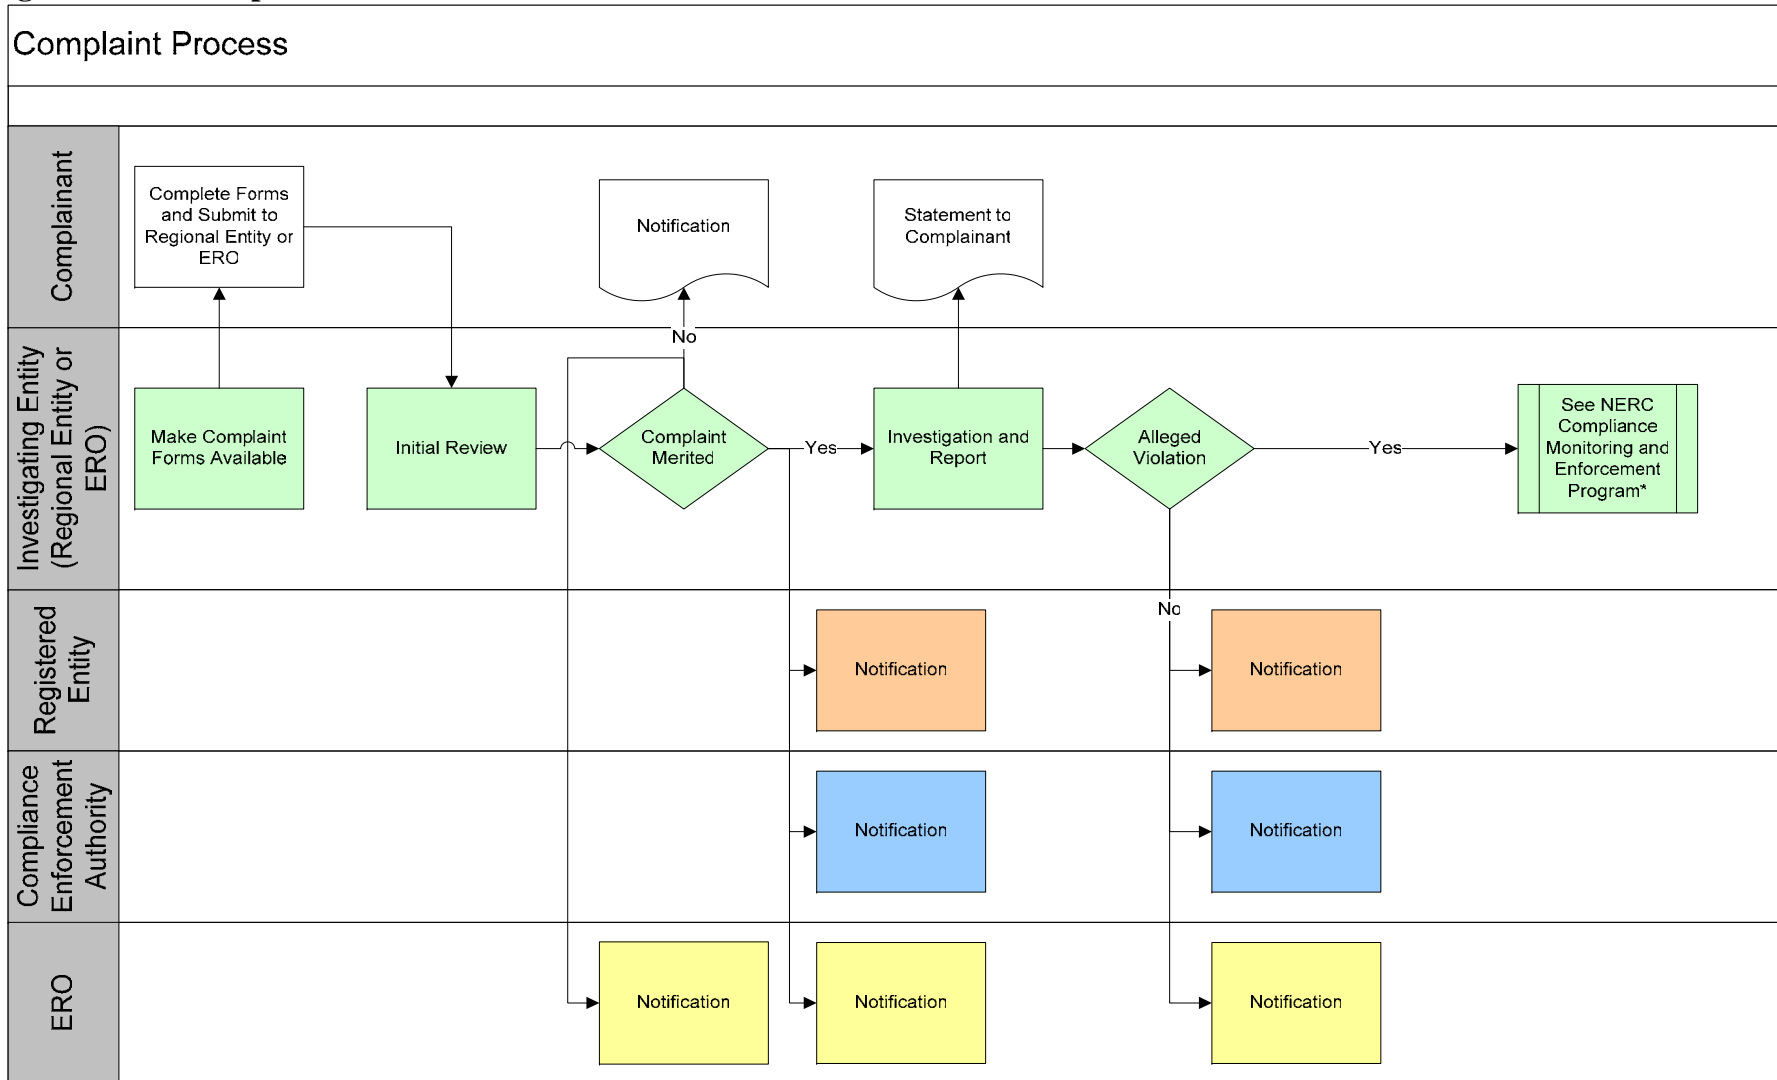 Complaint Process
Complainant
Complete Forms
and Submit to
Regional Entity or
ERO
Notification
Statement to
Complainant
No
Investigating Entity
(Regional Entity or
ERO)
Make Complaint
Forms Available
Initial Review
Complaint
Merited
Yes
Investigation and
Report
Alleged
Violation
Yes
See NERC
Compliance
Monitoring and
Enforcement
Program*
No
Registered
Entity
Notification
Notification
Compliance
Enforcement
Authority
Notification
Notification
ERO
Notification
Notification
Notification